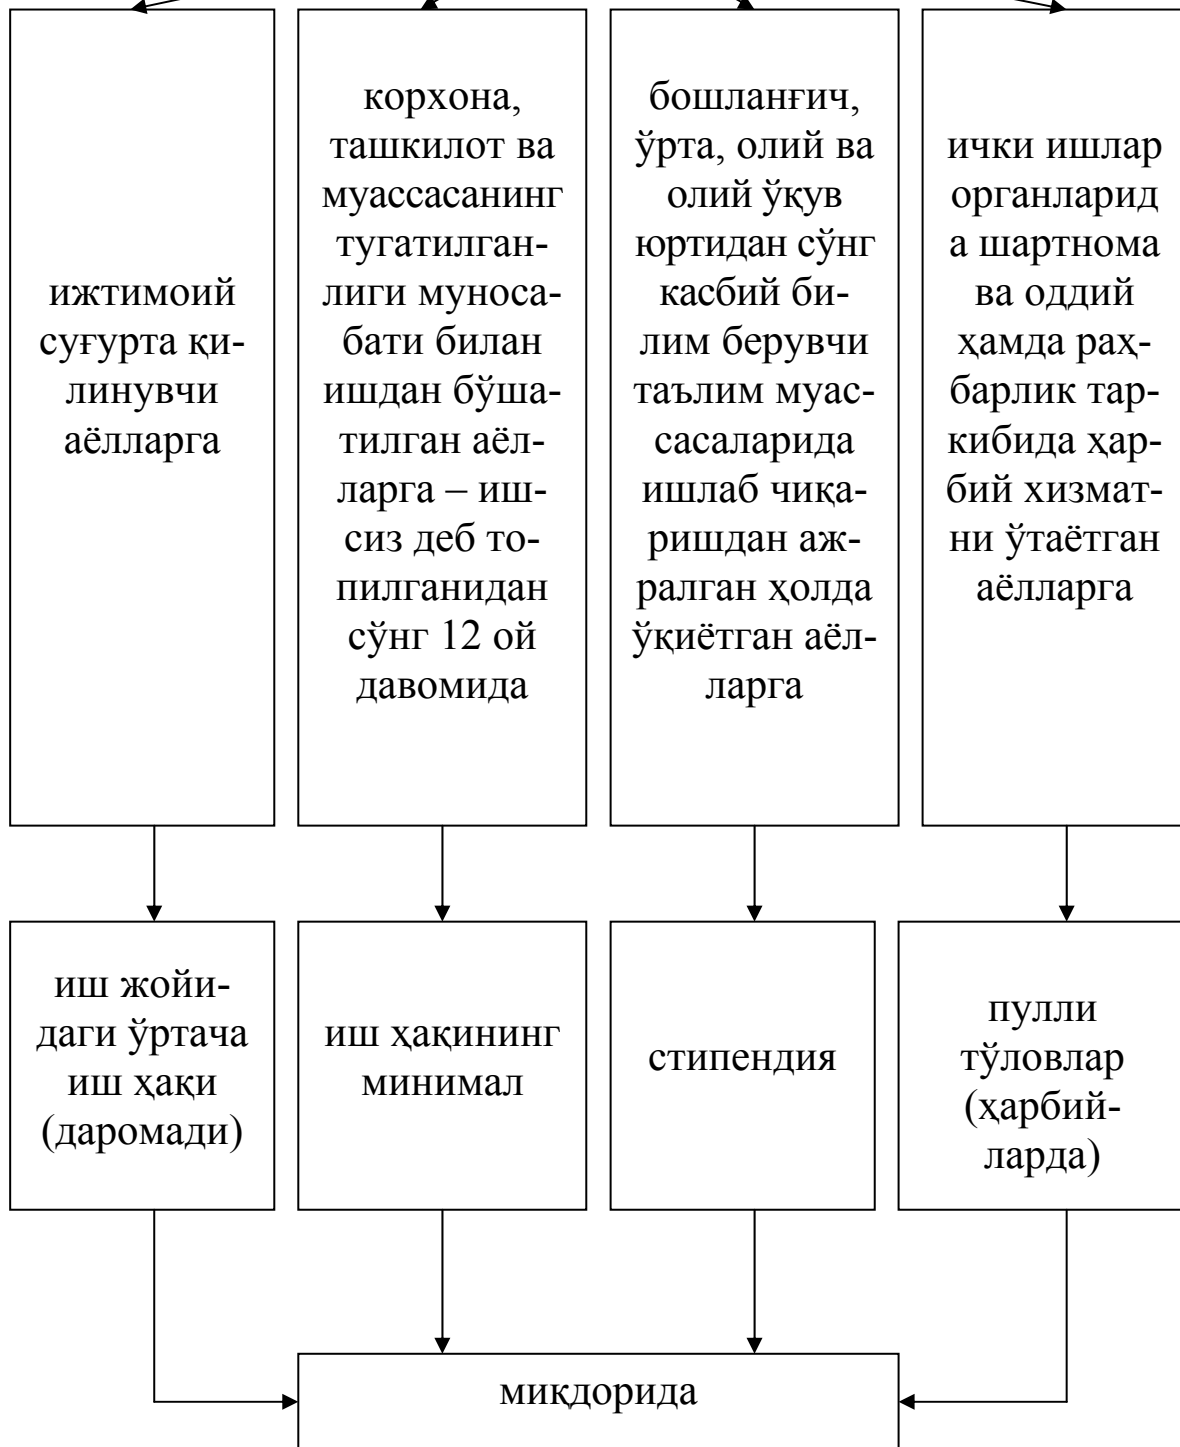 ижтимоий
суғурта қи-
линувчи
аёлларга
корхона,
ташкилот ва
муассасанинг
тугатилган-
лиги муноса-
бати билан
ишдан бўша-
тилган аёл-
ларга – иш-
сиз деб то-
пилганидан
сўнг 12 ой
давомида
бошланғич,
ўрта, олий ва
олий ўқув
юртидан сўнг
касбий би-
лим берувчи
таълим муас-
сасаларида
ишлаб чиқа-
ришдан аж-
ралган ҳолда
ўқиётган аёл-
ларга
ички ишлар
органларид
а шартнома
ва оддий
ҳамда раҳ-
барлик тар-
кибида ҳар-
бий хизмат-
ни ўтаётган
аёлларга
иш жойи-
даги ўртача
иш ҳақи
(даромади)
иш ҳақининг
минимал
стипендия
пулли
тўловлар
(ҳарбий-
ларда)
миқдорида